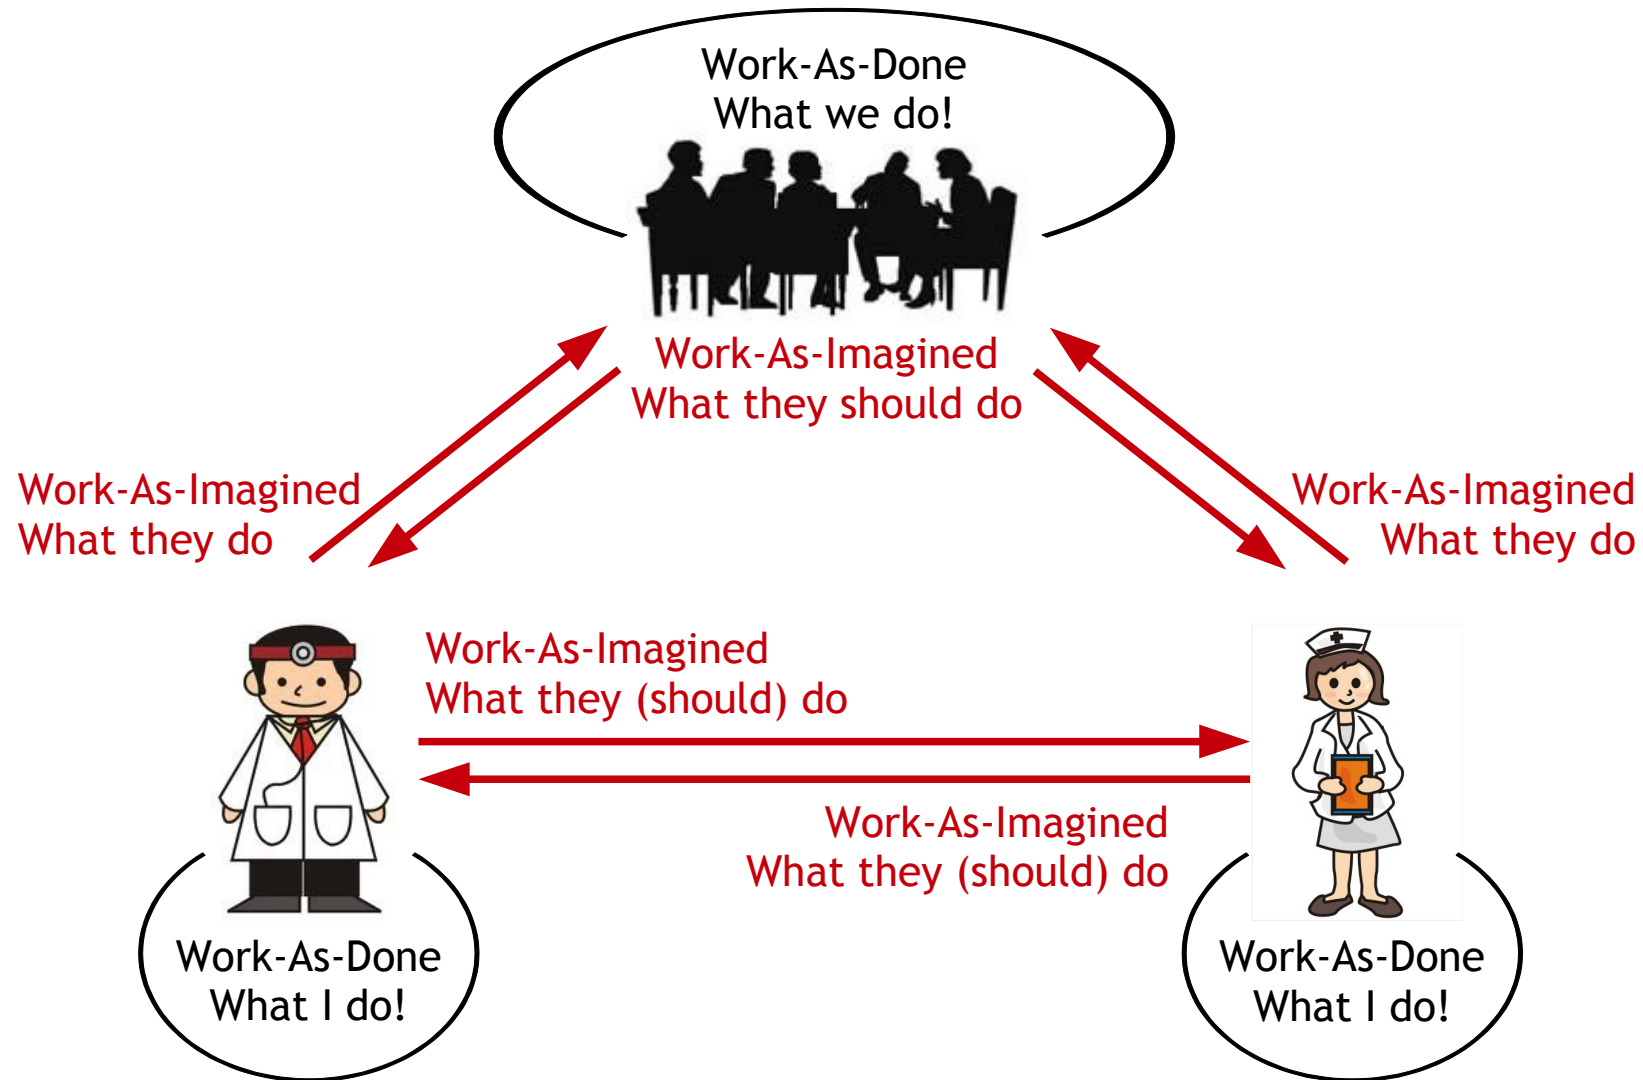 Work-As-Done
What we do!
Work-As-Imagined
What they should do
Work-As-Imagined
What they do
Work-As-Imagined
What they do
Work-As-Imagined
What they (should) do
Work-As-Imagined
What they (should) do
Work-As-Done
What I do!
Work-As-Done
What I do!